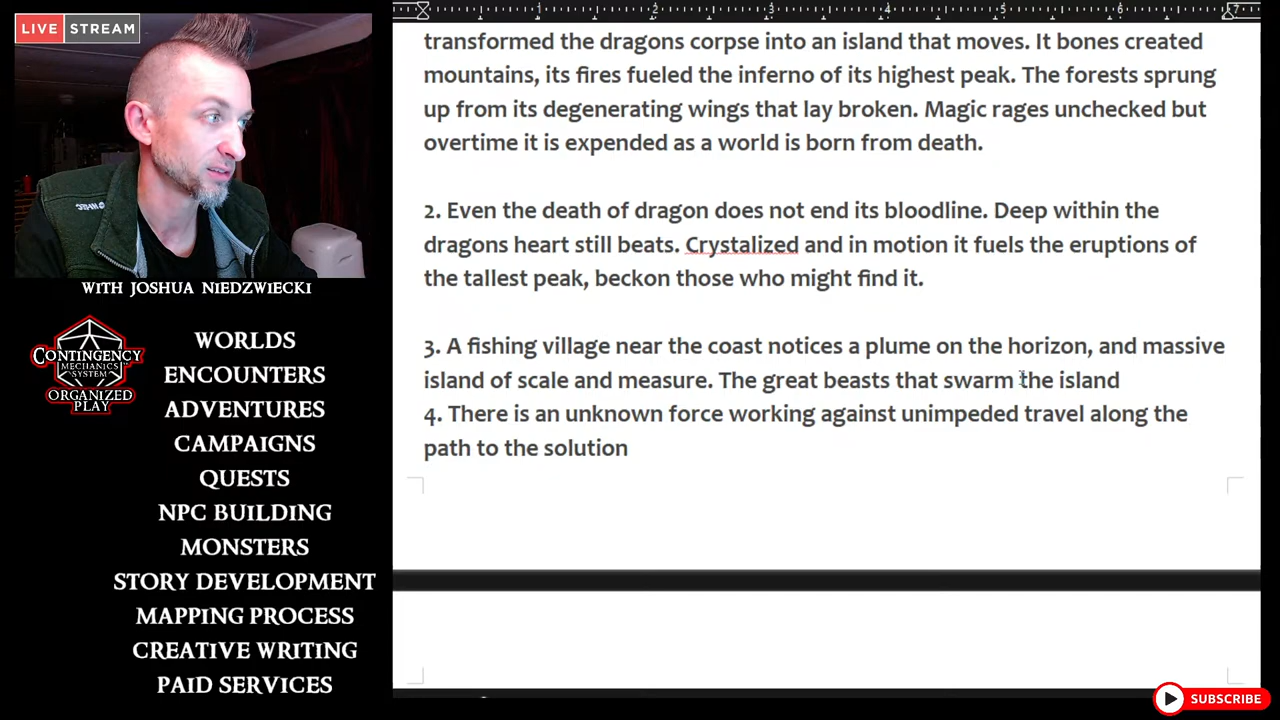 LIVE STREAM
WITH JOSHUA NIEDZWIECKI
CONTINGENCY
MECHANICS
SYSTEM
ORGANIZED
PLAY
WORLDS
ENCOUNTERS
ADVENTURES
CAMPAIGNS
QUESTS
NPC BUILDING
MONSTERS
STORY DEVELOPMENT
MAPPING PROCESS
CREATIVE WRITING
PAID SERVICES
1 2 3 4 5 6 7
transformed the dragons corpse into an island that moves. It bones created
mountains, its fires fueled the inferno of its highest peak. The forests sprung
up from its degenerating wings that lay broken. Magic rages unchecked but
overtime it is expended as a world is born from death.
2. Even the death of dragon does not end its bloodline. Deep within the
dragons heart still beats. Crystalized and in motion it fuels the eruptions of
the tallest peak, beckon those who might find it.
3. A fishing village near the coast notices a plume on the horizon, and massive
island of scale and measure. The great beasts that swarm the island
4. There is an unknown force working against unimpeded travel along the
path to the solution
SUBSCRIBE